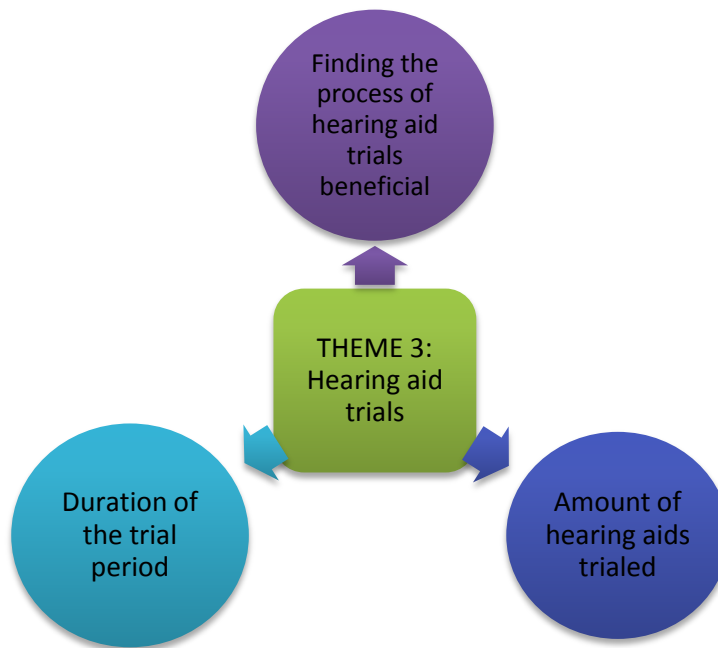 Finding the
process of
hearing aid
trials
beneficial
THEME 3:
Hearing aid
trials
Duration of
the trial
period
Amount of
hearing aids
trialed